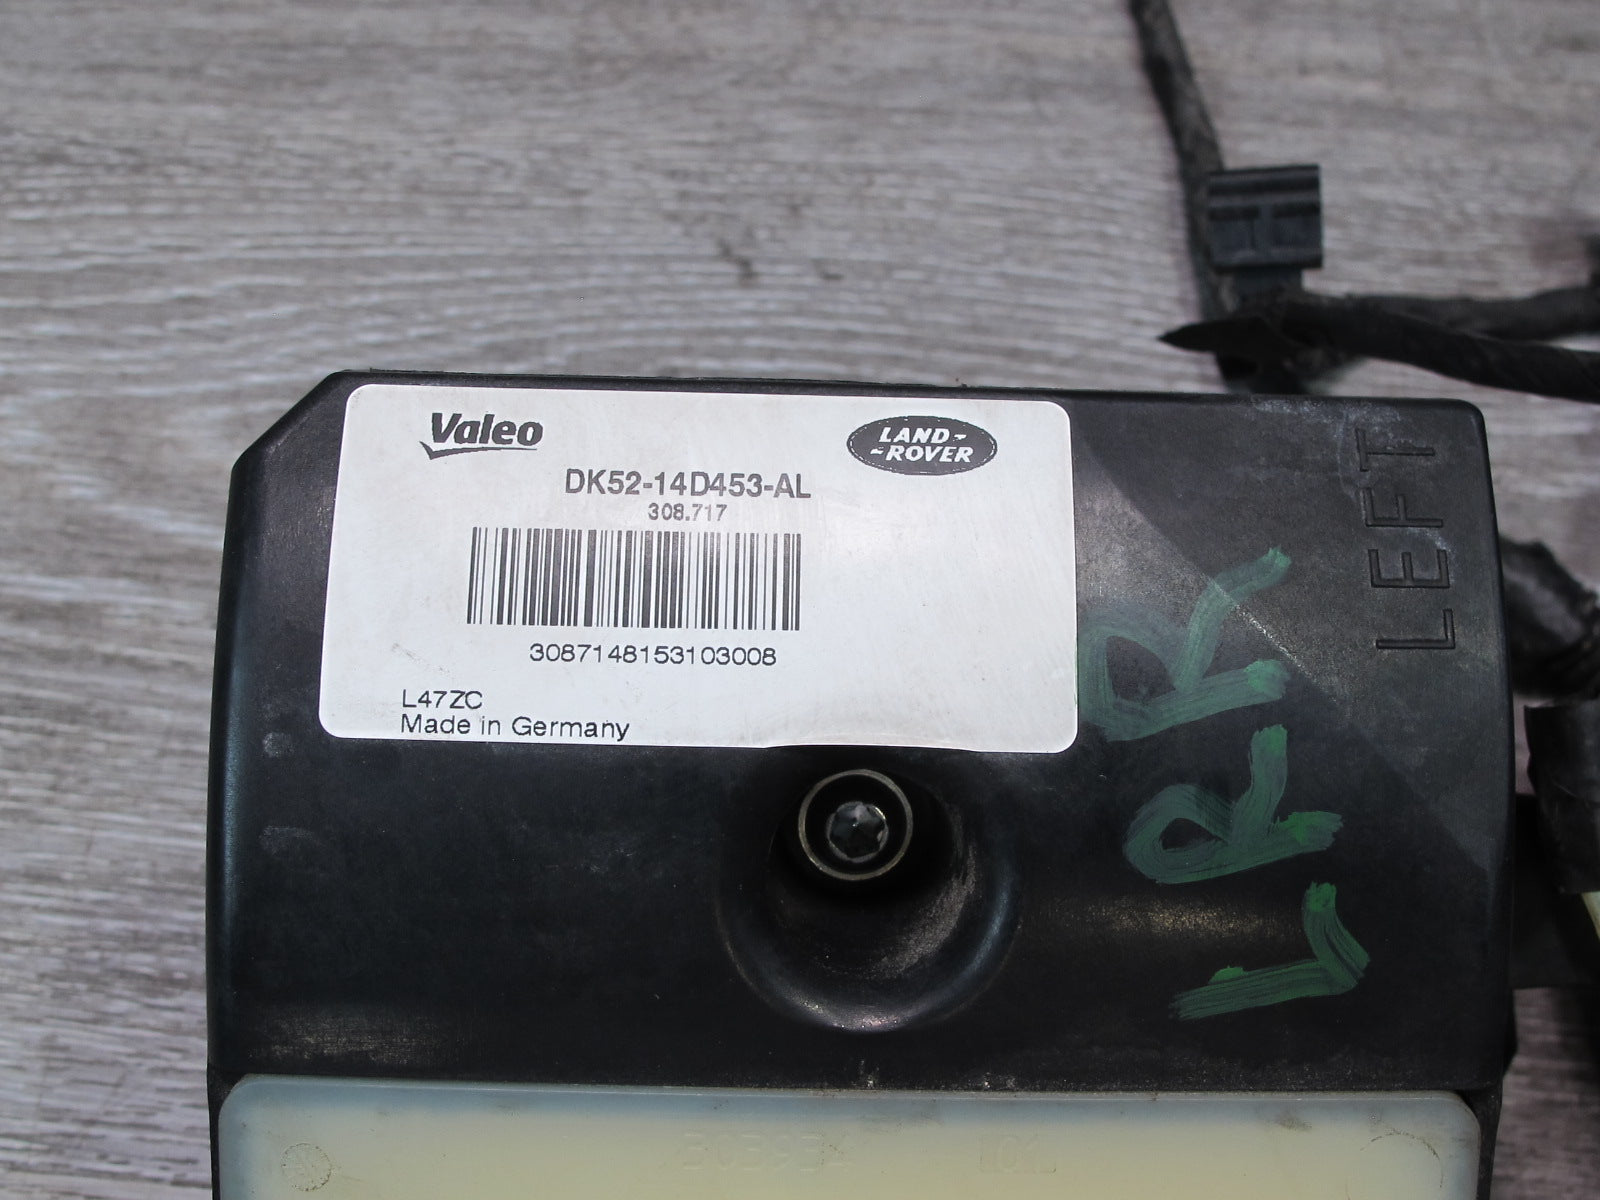 Valeo
LAND-
-ROVER
DK52-14D453-AL
308.717
3087148153103008
L47ZC
Made in Germany
LEFT
LRR